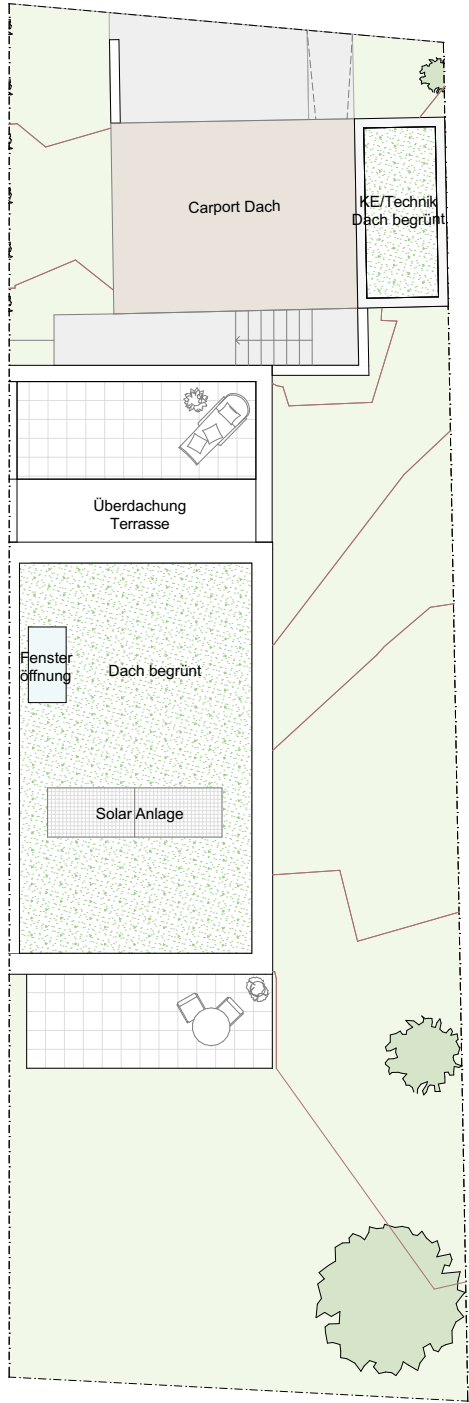 Carport Dach
KE/Technik
Dach begrünt
Überdachung
Terrasse
Fenster
öffnung
Dach begrünt
Solar Anlage